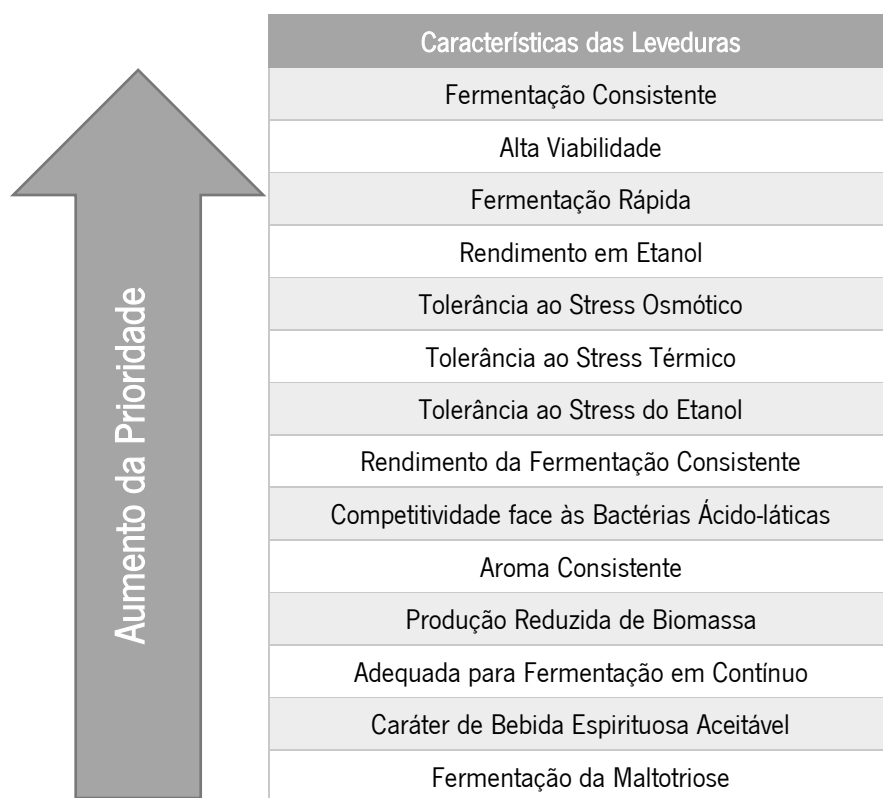 Características das Leveduras
Fermentação Consistente
Alta Viabilidade
Fermentação Rápida
Rendimento em Etanol
Tolerância ao Stress Osmótico
Tolerância ao Stress Térmico
Tolerância ao Stress do Etanol
Rendimento da Fermentação Consistente
Competitividade face às Bactérias Ácido-láticas
Aroma Consistente
Produção Reduzida de Biomassa
Adequada para Fermentação em Contínuo
Caráter de Bebida Espirituosa Aceitável
Fermentação da Maltotriose
Aumento da Prioridade